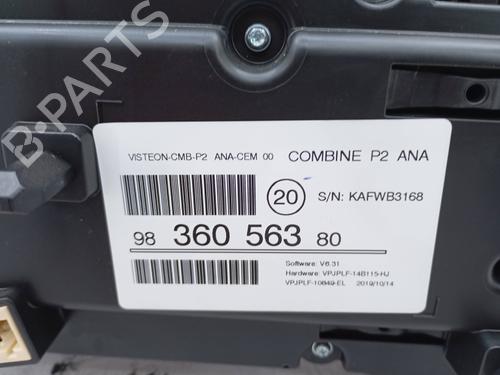 B-PARTS
VISTEON-CMB-P2 ANA-CEM 00
COMBINE P2 ANA
20
S/N: KAFWB3168
98 360 563 80
Software: V6.31
Hardware: VPJPLF-14B115-HJ
VPJPLF-10849-EL 2019/10/14